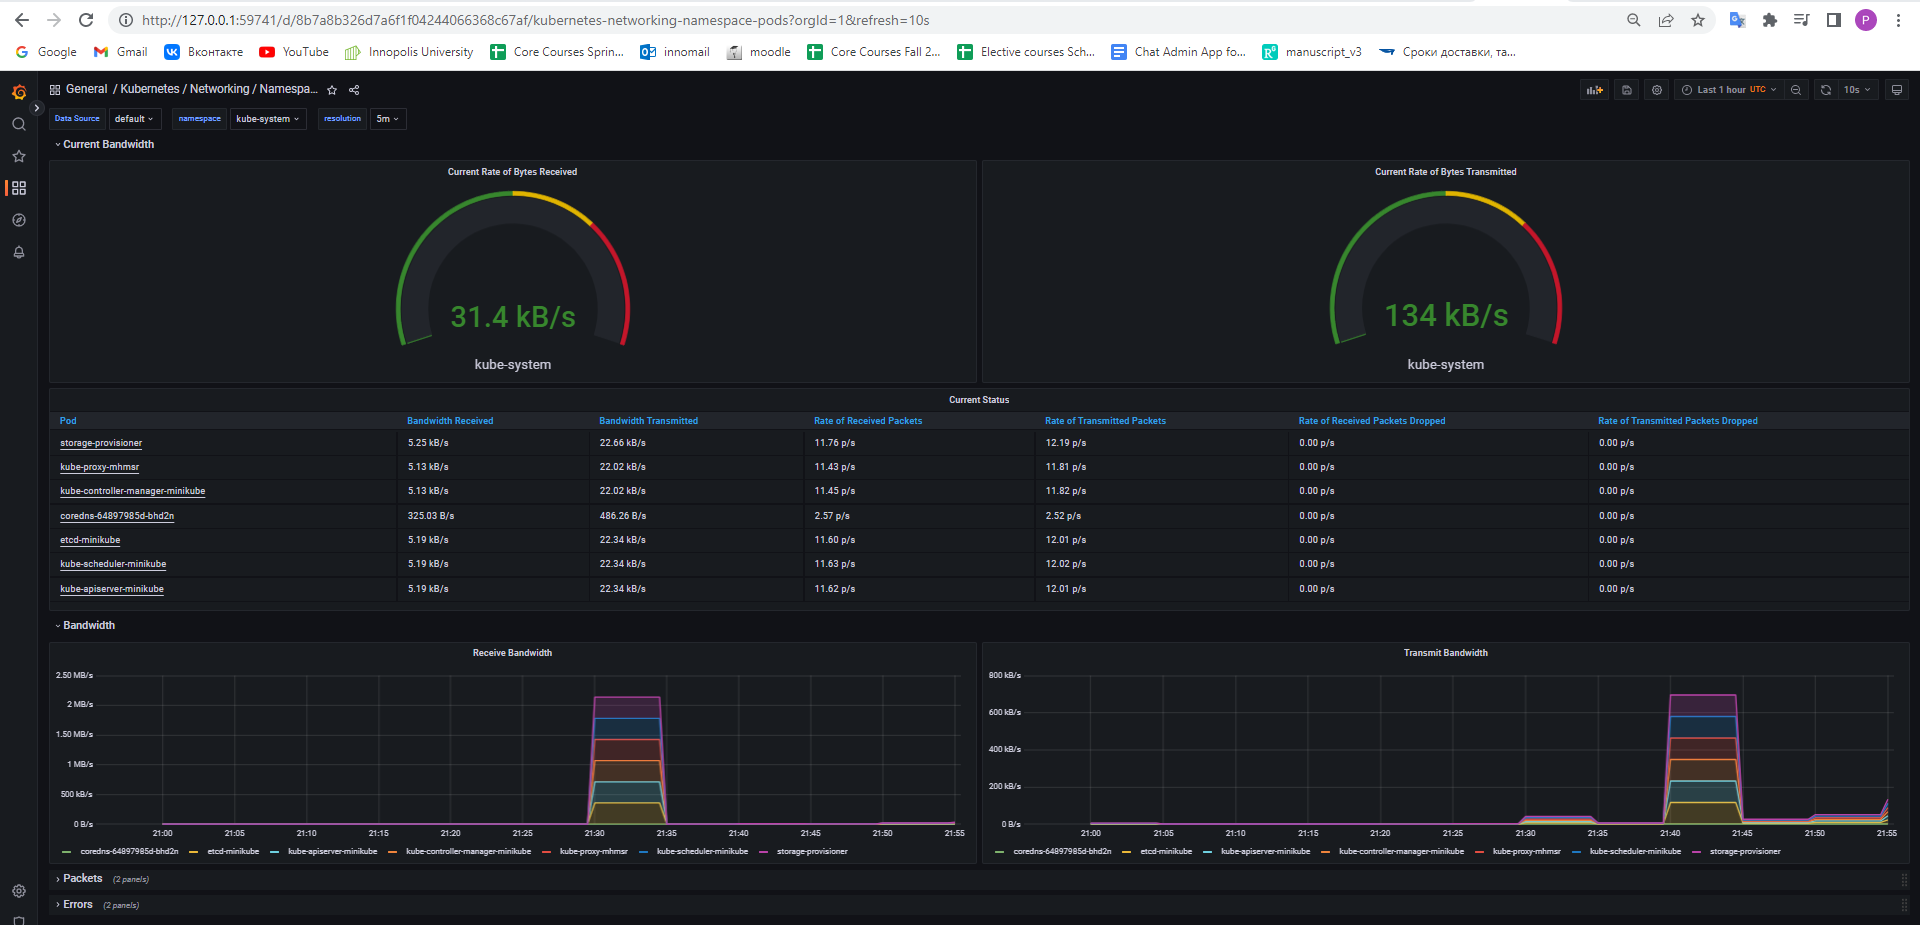 http://127.0.0.1:59741/d/8b7a8b326d7a6f1f04244066368c67af/kubernetes-networking-namespace-pods?orgId=1&refresh=10s
P
Google Gmail Вконтакте YouTube Innopolis University Core Courses Sprin... innomail moodle Core Courses Fall 2... Elective courses Sch... Chat Admin App fo... manuscript_v3 Сроки доставки, та...
General / Kubernetes / Networking / Namespa... Last 1 hour UTC 10s
Data Source default namespace kube-system resolution 5m
Current Bandwidth
Current Rate of Bytes Received
31.4 kB/s
kube-system
Current Rate of Bytes Transmitted
134 kB/s
kube-system
Current Status
Pod Bandwidth Received Bandwidth Transmitted Rate of Received Packets Rate of Transmitted Packets Rate of Received Packets Dropped Rate of Transmitted Packets Dropped
storage-provisioner 5.25 kB/s 22.66 kB/s 11.76 p/s 12.19 p/s 0.00 p/s 0.00 p/s
kube-proxy-mhmsr 5.13 kB/s 22.02 kB/s 11.43 p/s 11.81 p/s 0.00 p/s 0.00 p/s
kube-controller-manager-minikube 5.13 kB/s 22.02 kB/s 11.45 p/s 11.82 p/s 0.00 p/s 0.00 p/s
coredns-64897985d-bhd2n 325.03 B/s 486.26 B/s 2.57 p/s 2.52 p/s 0.00 p/s 0.00 p/s
etcd-minikube 5.19 kB/s 22.34 kB/s 11.60 p/s 12.01 p/s 0.00 p/s 0.00 p/s
kube-scheduler-minikube 5.19 kB/s 22.34 kB/s 11.63 p/s 12.02 p/s 0.00 p/s 0.00 p/s
kube-apiserver-minikube 5.19 kB/s 22.34 kB/s 11.62 p/s 12.01 p/s 0.00 p/s 0.00 p/s
Bandwidth
Receive Bandwidth
2.50 MB/s
2 MB/s
1.50 MB/s
1 MB/s
500 kB/s
0 B/s
21:00 21:05 21:10 21:15 21:20 21:25 21:30 21:35 21:40 21:45 21:50 21:55
coredns-64897985d-bhd2n etcd-minikube kube-apiserver-minikube kube-controller-manager-minikube kube-proxy-mhmsr kube-scheduler-minikube storage-provisioner
Transmit Bandwidth
800 kB/s
600 kB/s
400 kB/s
200 kB/s
0 B/s
21:00 21:05 21:10 21:15 21:20 21:25 21:30 21:35 21:40 21:45 21:50 21:55
coredns-64897985d-bhd2n etcd-minikube kube-apiserver-minikube kube-controller-manager-minikube kube-proxy-mhmsr kube-scheduler-minikube storage-provisioner
Packets (2 panels)
Errors (2 panels)